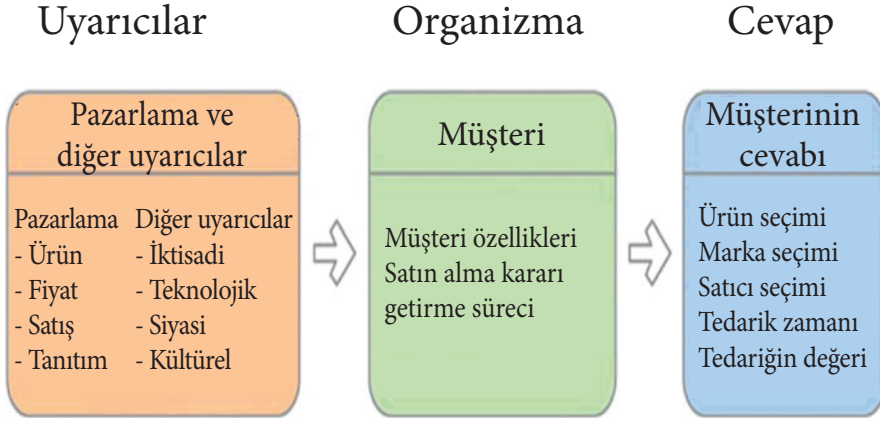 Uyarıcılar
Organizma
Cevap
Pazarlama ve
diğer uyarıcılar
Pazarlama
- Ürün
- Fiyat
- Satış
- Tanıtım
Diğer uyarıcılar
- İktisadi
- Teknolojik
- Siyasi
- Kültürel
Müşteri
Müşteri özellikleri
Satın alma kararı
getirme süreci
Müşterinin
cevabı
Ürün seçimi
Marka seçimi
Satıcı seçimi
Tedarik zamanı
Tedariğin değeri